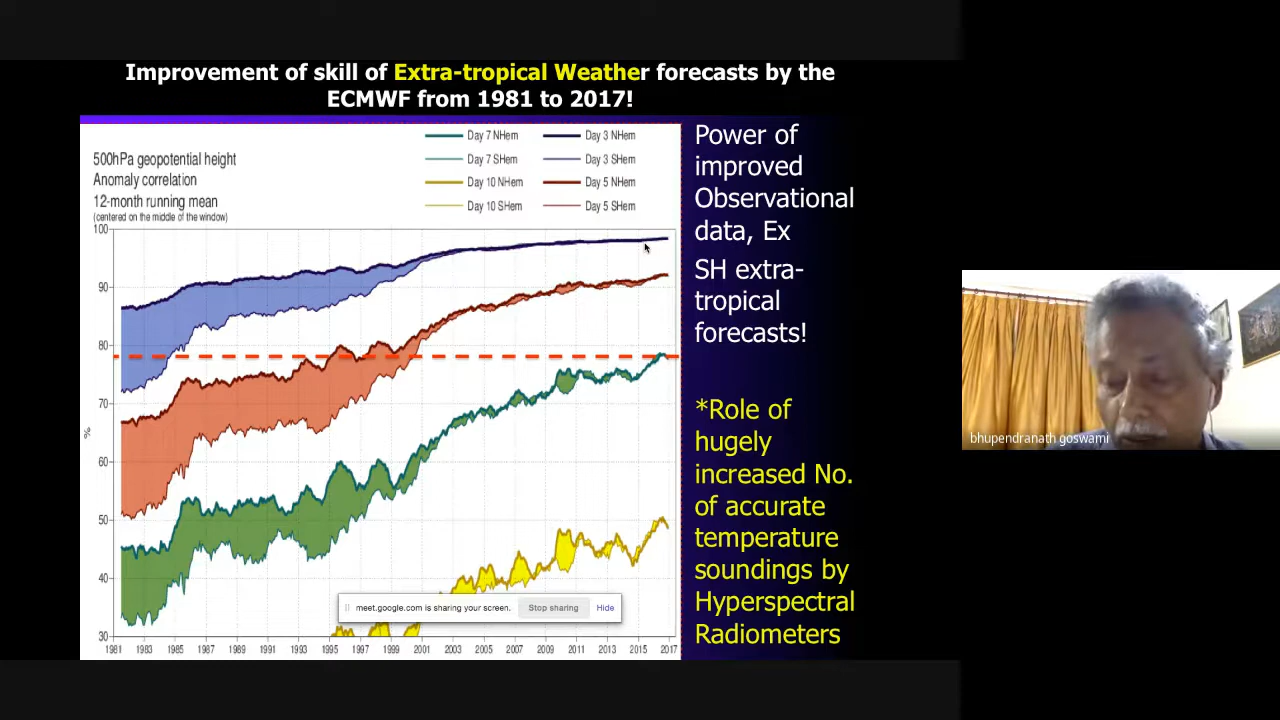 Improvement of skill of Extra-tropical Weather forecasts by the
ECMWF from 1981 to 2017!
Day 7 NHem
Day 3 NHem
Day 7 SHem
Day 3 SHem
Day 10 NHem
Day 5 NHem
Day 10 SHem
Day 5 SHem
500hPa geopotential height
Anomaly correlation
12-month running mean
(centered on the middle of the window)
100
90
80
70
60
50
40
30
%
1981 1983 1985 1987 1989 1991 1993 1995 1997 1999 2001 2003 2005 2007 2009 2011 2013 2015 2017
meet.google.com is sharing your screen. Stop sharing Hide
Power of
improved
Observational
data, Ex
SH extra-
tropical
forecasts!
*Role of
hugely
increased No.
of accurate
temperature
soundings by
Hyperspectral
Radiometers
bhupendranath goswami